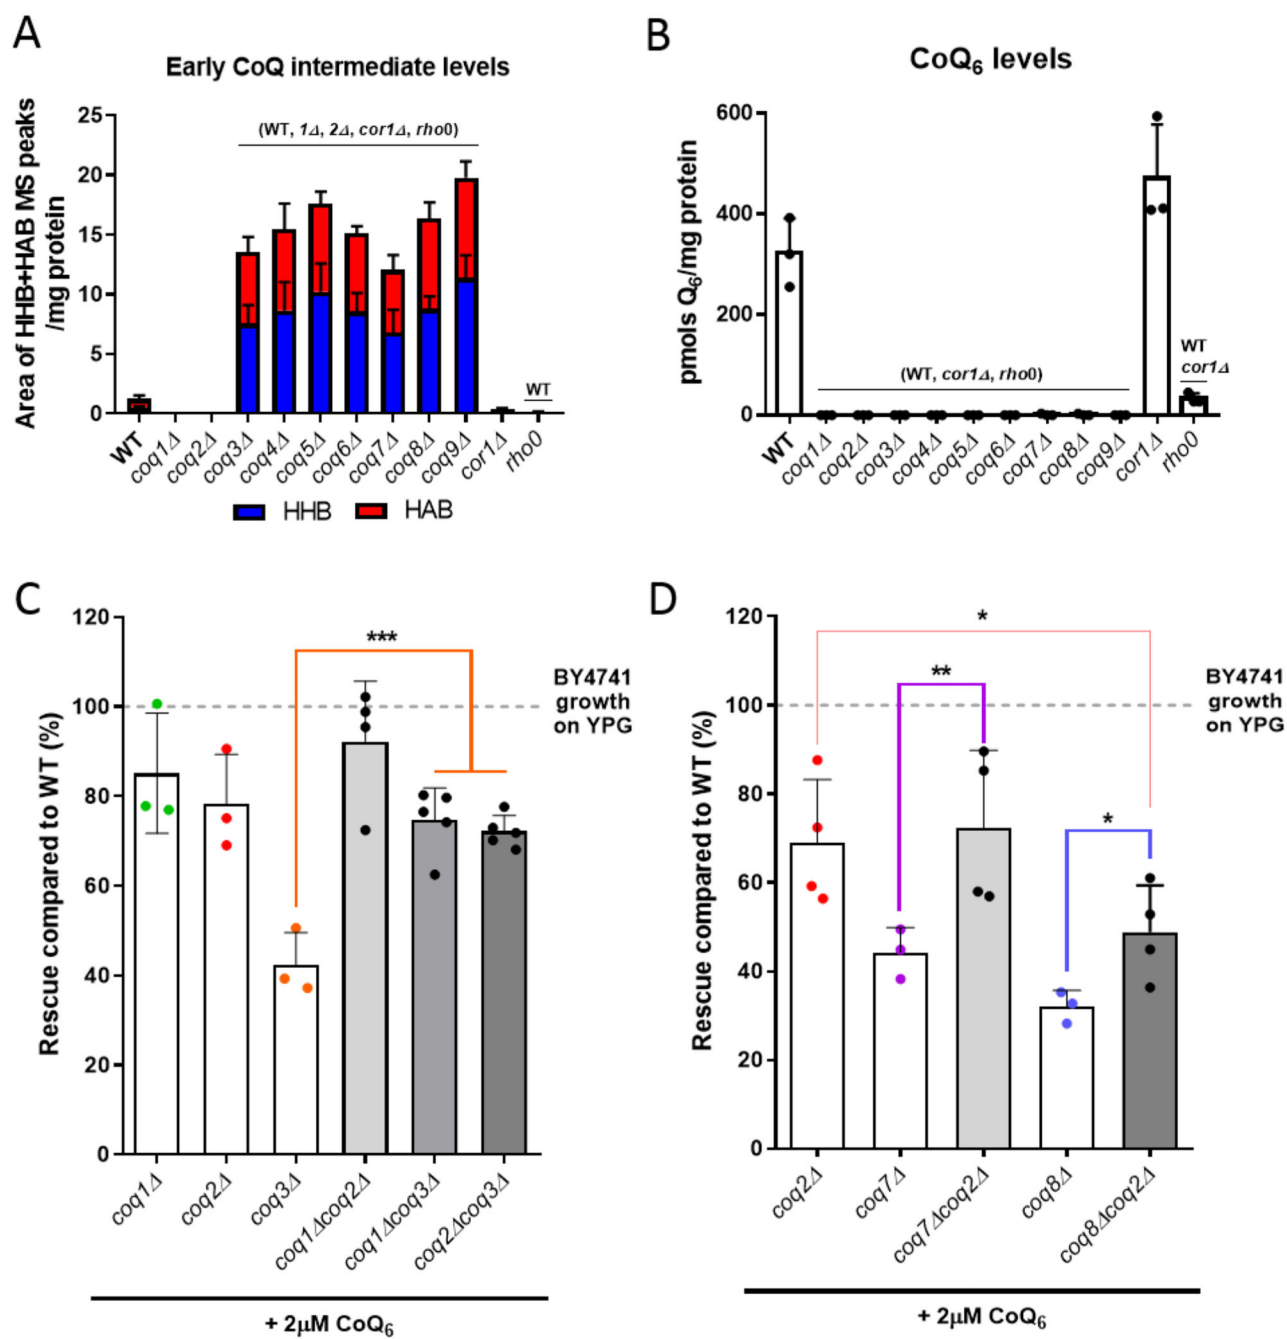 A
Early CoQ intermediate levels
Area of HHB+HAB MS peaks
/mg protein
25
20
15
10
5
0
(WT, 1Δ, 2Δ, cor1Δ, rho0)
WT
WT
coq1Δ
coq2Δ
coq3Δ
coq4Δ
coq5Δ
coq6Δ
coq7Δ
coq8Δ
coq9Δ
cor1Δ
rho0
HHB
HAB
B
CoQ₆ levels
pmols Q₆/mg protein
600
400
200
0
(WT, cor1Δ, rho0)
WT
cor1Δ
WT
coq1Δ
coq2Δ
coq3Δ
coq4Δ
coq5Δ
coq6Δ
coq7Δ
coq8Δ
coq9Δ
cor1Δ
rho0
C
Rescue compared to WT (%)
120
100
80
60
40
20
0
***
BY4741
growth
on YPG
coq1Δ
coq2Δ
coq3Δ
coq1Δcoq2Δ
coq1Δcoq3Δ
coq2Δcoq3Δ
+ 2μM CoQ₆
D
Rescue compared to WT (%)
120
100
80
60
40
20
0
*
**
*
BY4741
growth
on YPG
coq2Δ
coq7Δ
coq7Δcoq2Δ
coq8Δ
coq8Δcoq2Δ
+ 2μM CoQ₆